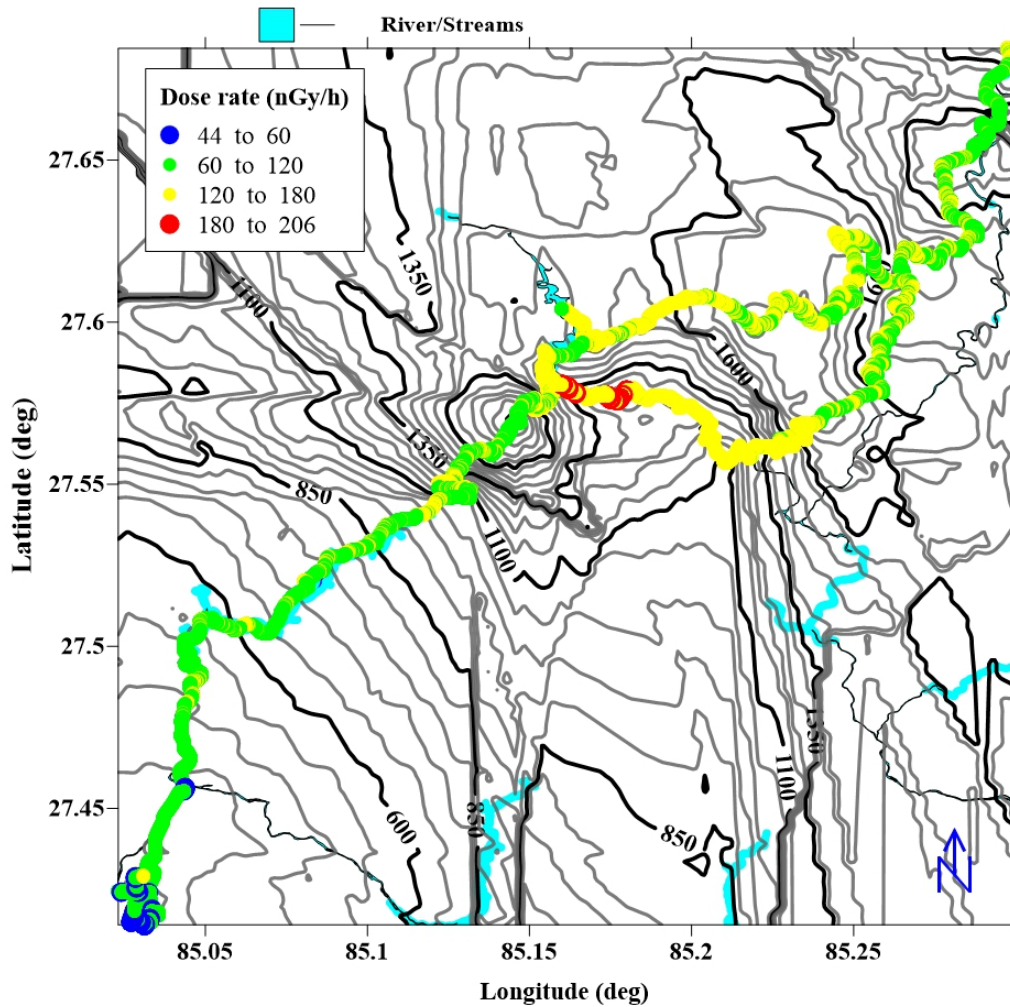 River/Streams
Dose rate (nGy/h)
44 to 60
60 to 120
120 to 180
180 to 206
27.65
27.6
27.55
27.5
27.45
Latitude (deg)
1100
1350
1600
1600
1350
850
1100
600
850
850
1100
1350
N
85.05
85.1
85.15
85.2
85.25
Longitude (deg)